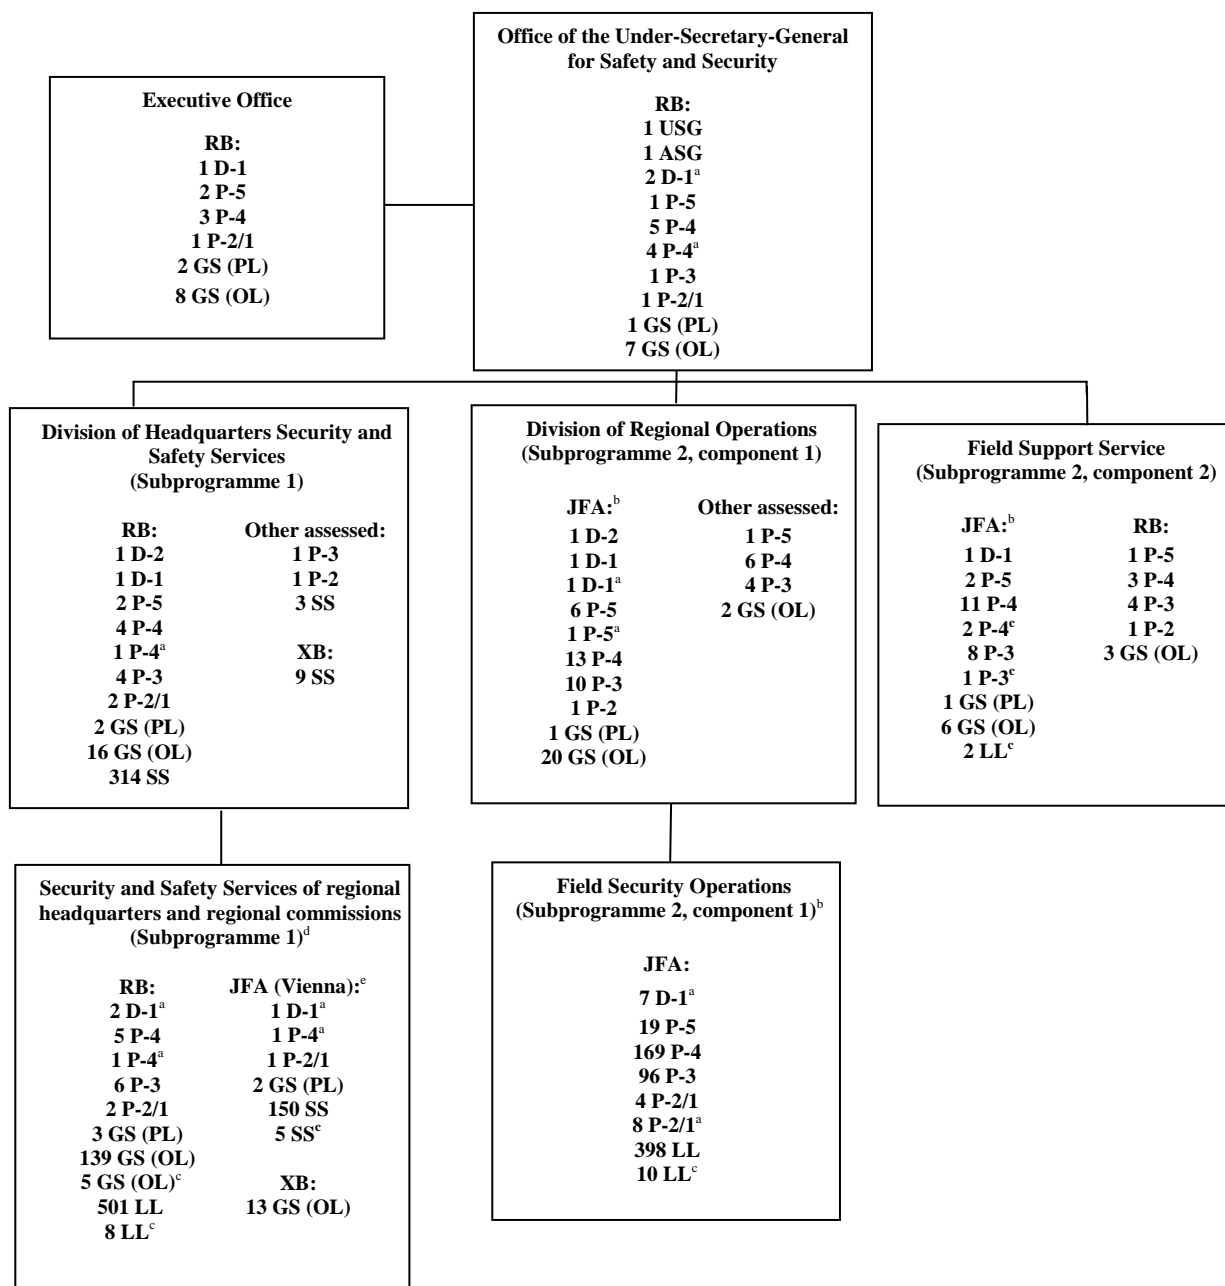 Office of the Under-Secretary-General
for Safety and Security
RB:
1 USG
1 ASG
2 D-1ᵃ
1 P-5
5 P-4
4 P-4ᵃ
1 P-3
1 P-2/1
1 GS (PL)
7 GS (OL)
Executive Office
RB:
1 D-1
2 P-5
3 P-4
1 P-2/1
2 GS (PL)
8 GS (OL)
Division of Headquarters Security and
Safety Services
(Subprogramme 1)
RB:
1 D-2
1 D-1
2 P-5
4 P-4
1 P-4ᵃ
4 P-3
2 P-2/1
2 GS (PL)
16 GS (OL)
314 SS
Other assessed:
1 P-3
1 P-2
3 SS
XB:
9 SS
Division of Regional Operations
(Subprogramme 2, component 1)
JFA:ᵇ
1 D-2
1 D-1
1 D-1ᵃ
6 P-5
1 P-5ᵃ
13 P-4
10 P-3
1 P-2
1 GS (PL)
20 GS (OL)
Other assessed:
1 P-5
6 P-4
4 P-3
2 GS (OL)
Field Support Service
(Subprogramme 2, component 2)
JFA:ᵇ
1 D-1
2 P-5
11 P-4
2 P-4ᶜ
8 P-3
1 P-3ᶜ
1 GS (PL)
6 GS (OL)
2 LLᶜ
RB:
1 P-5
3 P-4
4 P-3
1 P-2
3 GS (OL)
Security and Safety Services of regional
headquarters and regional commissions
(Subprogramme 1)ᵈ
RB:
2 D-1ᵃ
5 P-4
1 P-4ᵃ
6 P-3
2 P-2/1
3 GS (PL)
139 GS (OL)
5 GS (OL)ᶜ
501 LL
8 LLᶜ
JFA (Vienna):ᵉ
1 D-1ᵃ
1 P-4ᵃ
1 P-2/1
2 GS (PL)
150 SS
5 SSᶜ
XB:
13 GS (OL)
Field Security Operations
(Subprogramme 2, component 1)ᵇ
JFA:
7 D-1ᵃ
19 P-5
169 P-4
96 P-3
4 P-2/1
8 P-2/1ᵃ
398 LL
10 LLᶜ